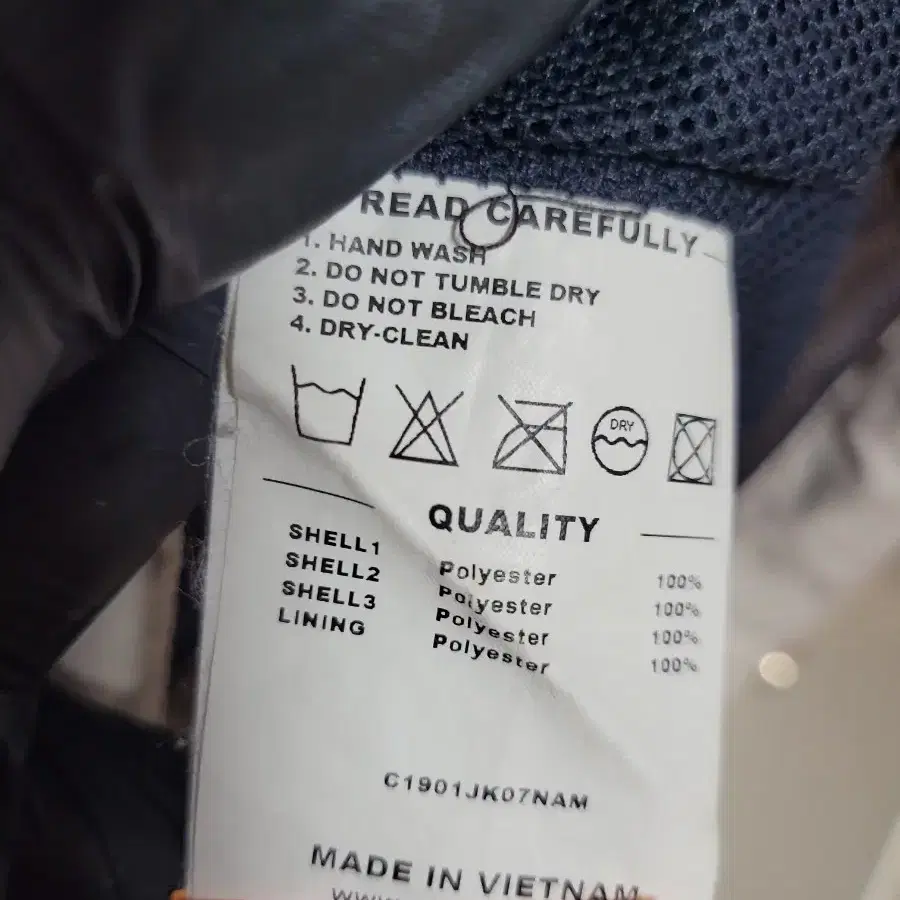 READ CAREFULLY
1. HAND WASH
2. DO NOT TUMBLE DRY
3. DO NOT BLEACH
4. DRY-CLEAN
DRY
QUALITY
SHELL1 Polyester 100%
SHELL2 Polyester 100%
SHELL3 Polyester 100%
LINING Polyester 100%
C1901JK07NAM
MADE IN VIETNAM